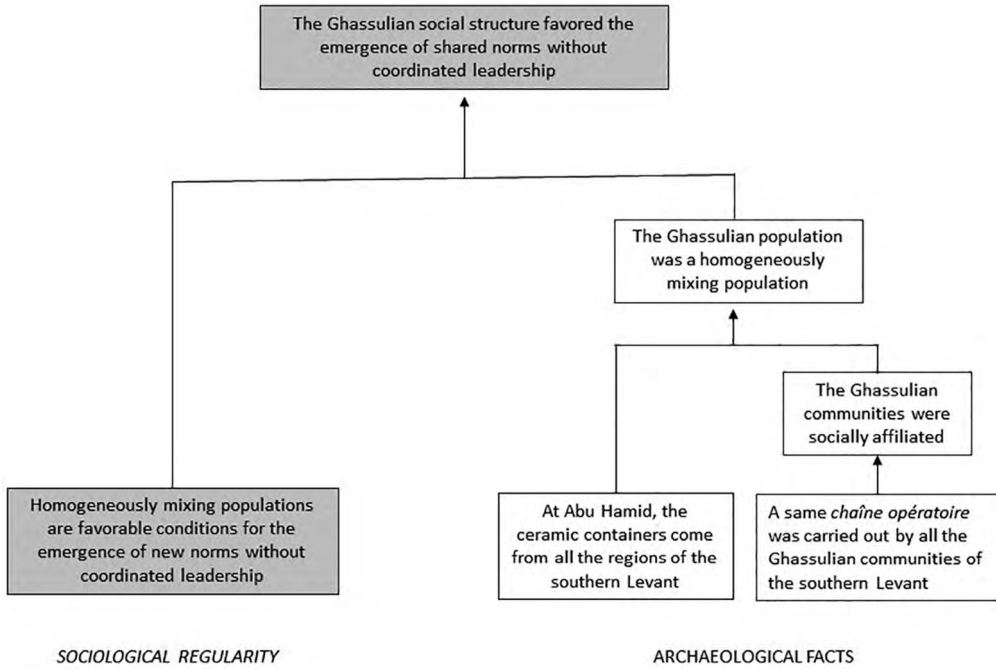 The Ghassulian social structure favored the
emergence of shared norms without
coordinated leadership
The Ghassulian population
was a homogeneously
mixing population
The Ghassulian
communities were
socially affiliated
Homogeneously mixing populations
are favorable conditions for the
emergence of new norms without
coordinated leadership
At Abu Hamid, the
ceramic containers come
from all the regions of the
southern Levant
A same chaîne opératoire
was carried out by all the
Ghassulian communities of
the southern Levant
SOCIOLOGICAL REGULARITY
ARCHAEOLOGICAL FACTS